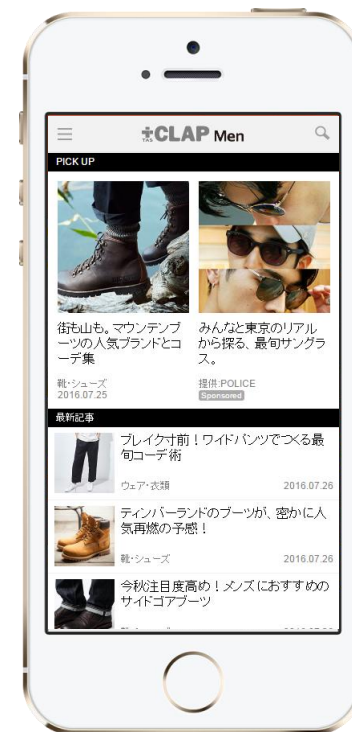 TAG CLAP Men
PICK UP
街も山も。マウンテンブ
ーツの人気ブランドとコ
ーデ集
靴・シューズ
2016.07.25
みんなと東京のリアル
から探る、最旬サングラ
ス。
提供:POLICE
Sponsored
最新記事
ブレイク寸前！ワイドパンツでつくる最
旬コーデ術
ウェア・衣類
2016.07.26
ティンバーランドのブーツが、密かに人
気再燃の予感！
靴・シューズ
2016.07.26
今秋注目度高め！メンズにおすすめの
サイドゴアブーツ